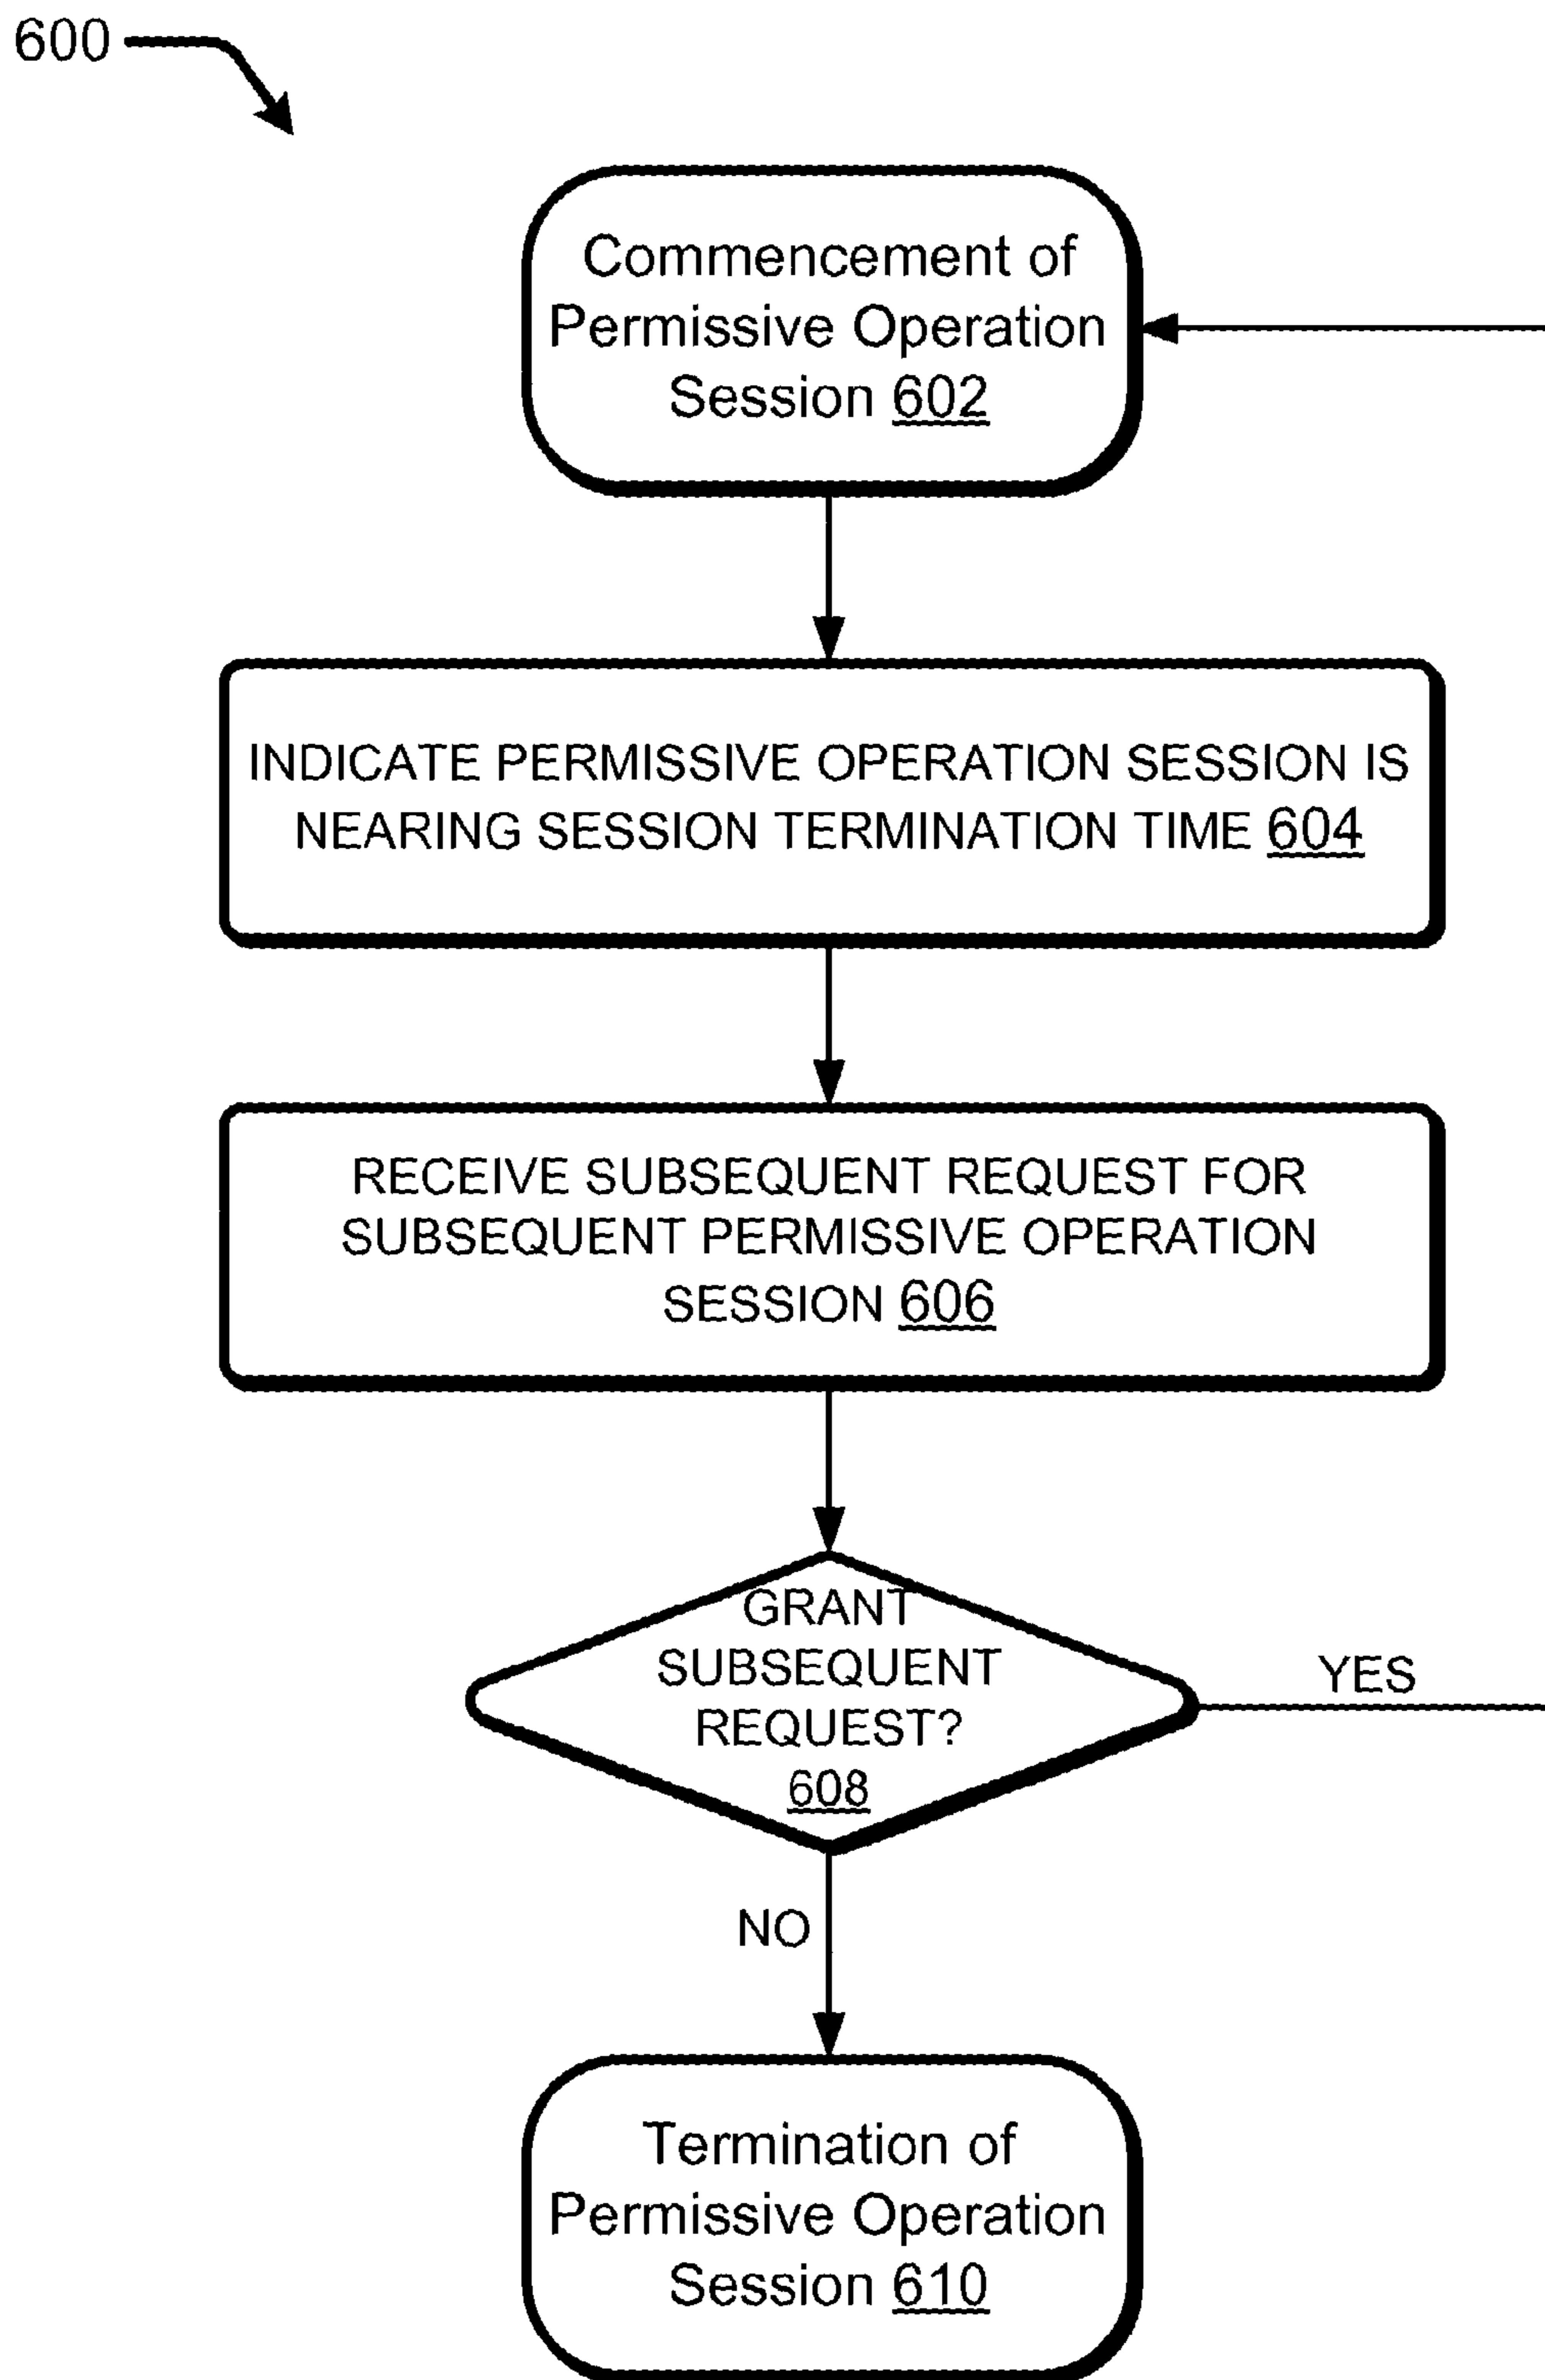 600
Commencement of
Permissive Operation
Session 602
INDICATE PERMISSIVE OPERATION SESSION IS
NEARING SESSION TERMINATION TIME 604
RECEIVE SUBSEQUENT REQUEST FOR
SUBSEQUENT PERMISSIVE OPERATION
SESSION 606
GRANT
SUBSEQUENT
REQUEST?
608
YES
NO
Termination of
Permissive Operation
Session 610